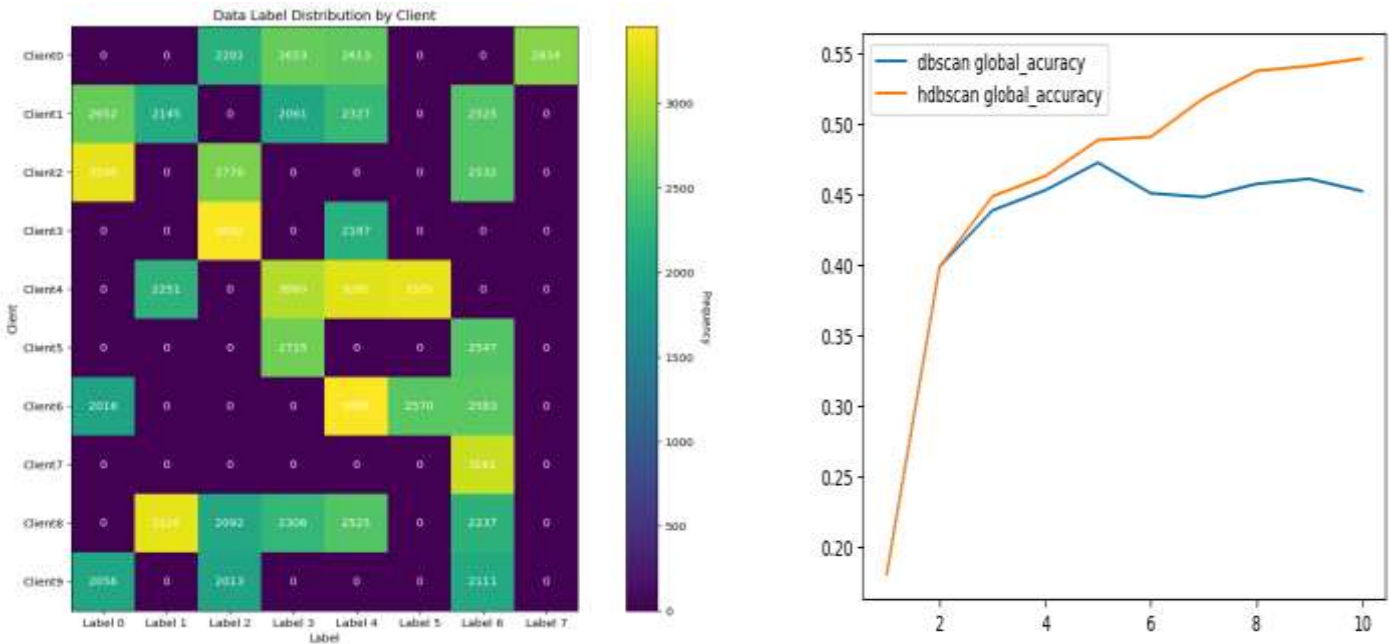 Data Label Distribution by Client
Client0 0 0 2613 0 0
Client1 2652 2145 0 2061 2327 0 2525 0
Client2 0 0 0 0 2532 0
Client3 0 0 0 2187 0 0 0
Client4 0 2251 0 0 0
Client5 0 0 0 2715 0 0 2547 0
Client6 2016 0 0 0 2570 2583 0
Client7 0 0 0 0 0 0 0
Client8 0 2092 2306 2525 0 2237 0
Client9 2056 0 2013 0 0 0 2111 0
Label 0 Label 1 Label 2 Label 3 Label 4 Label 5 Label 6 Label 7
Label
Client
3000
2500
2000
1500
1000
500
0
Frequency
dbscan global_acuracy
hdbscan global_accuracy
0.55
0.50
0.45
0.40
0.35
0.30
0.25
0.20
2 4 6 8 10